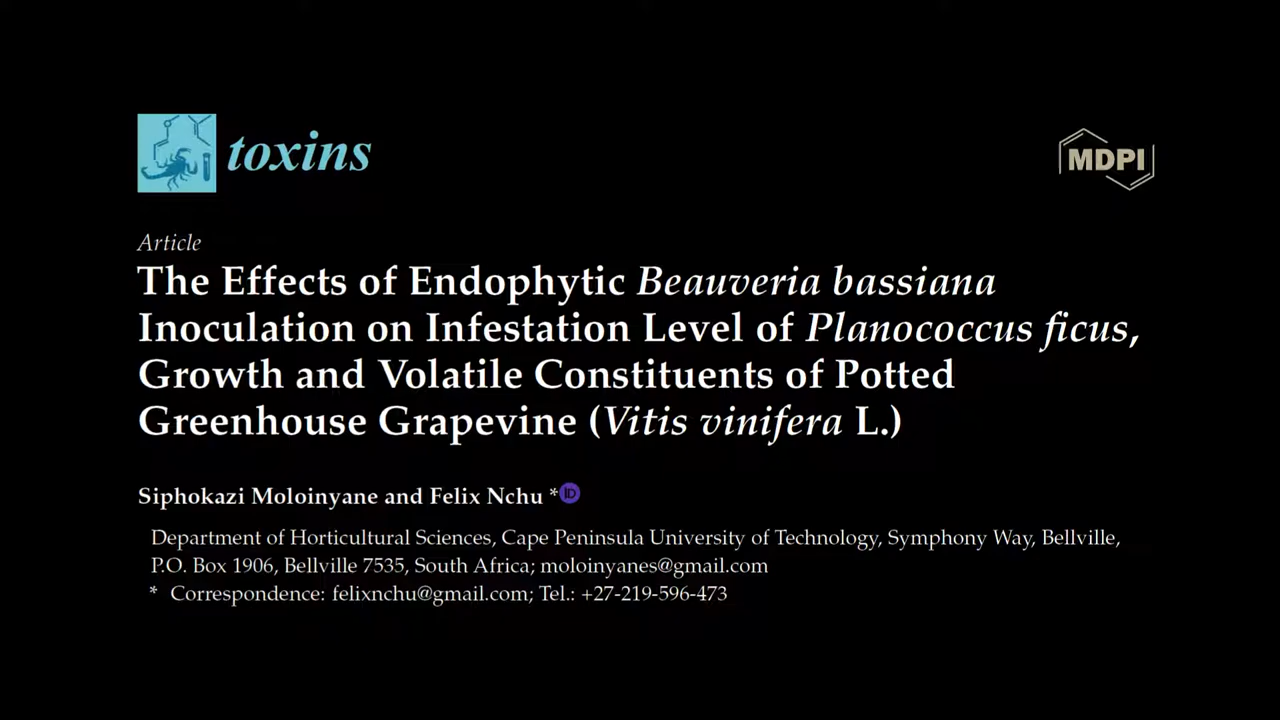 toxins
MDPI
Article
The Effects of Endophytic Beauveria bassiana
Inoculation on Infestation Level of Planococcus ficus,
Growth and Volatile Constituents of Potted
Greenhouse Grapevine (Vitis vinifera L.)
Siphokazi Moloinyane and Felix Nchu * iD
Department of Horticultural Sciences, Cape Peninsula University of Technology, Symphony Way, Bellville,
P.O. Box 1906, Bellville 7535, South Africa; moloinyanes@gmail.com
* Correspondence: felixnchu@gmail.com; Tel.: +27-219-596-473